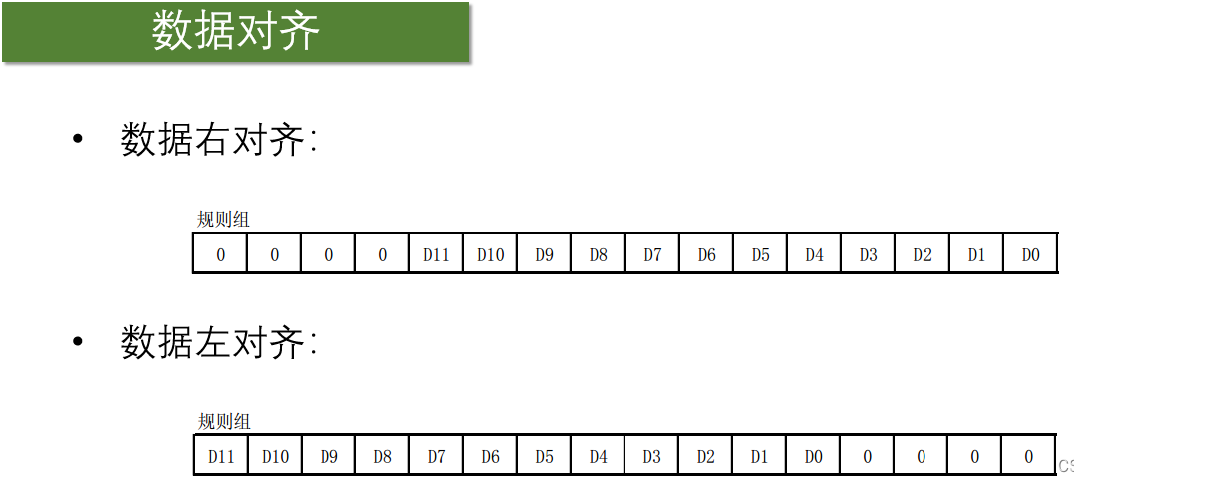 数据对齐
• 数据右对齐：
规则组
0 0 0 0 D11 D10 D9 D8 D7 D6 D5 D4 D3 D2 D1 D0
• 数据左对齐：
规则组
D11 D10 D9 D8 D7 D6 D5 D4 D3 D2 D1 D0 0 0 0 0